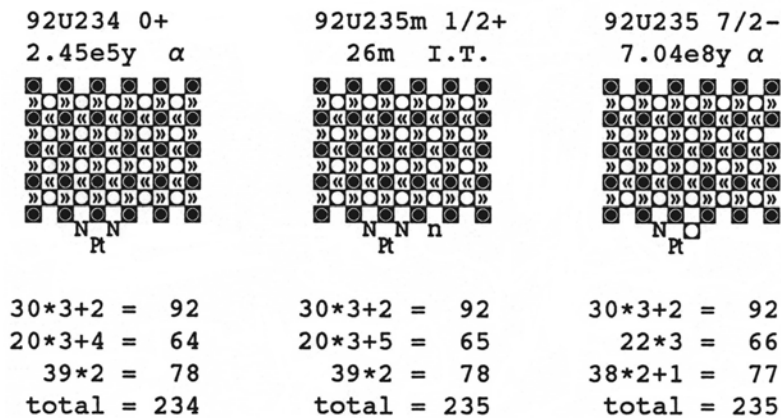 92U234 0+
2.45e5y α
N N
Pt
30*3+2 = 92
20*3+4 = 64
39*2 = 78
total = 234
92U235m 1/2+
26m I.T.
N N n
Pt
30*3+2 = 92
20*3+5 = 65
39*2 = 78
total = 235
92U235 7/2-
7.04e8y α
N
Pt
30*3+2 = 92
22*3 = 66
38*2+1 = 77
total = 235